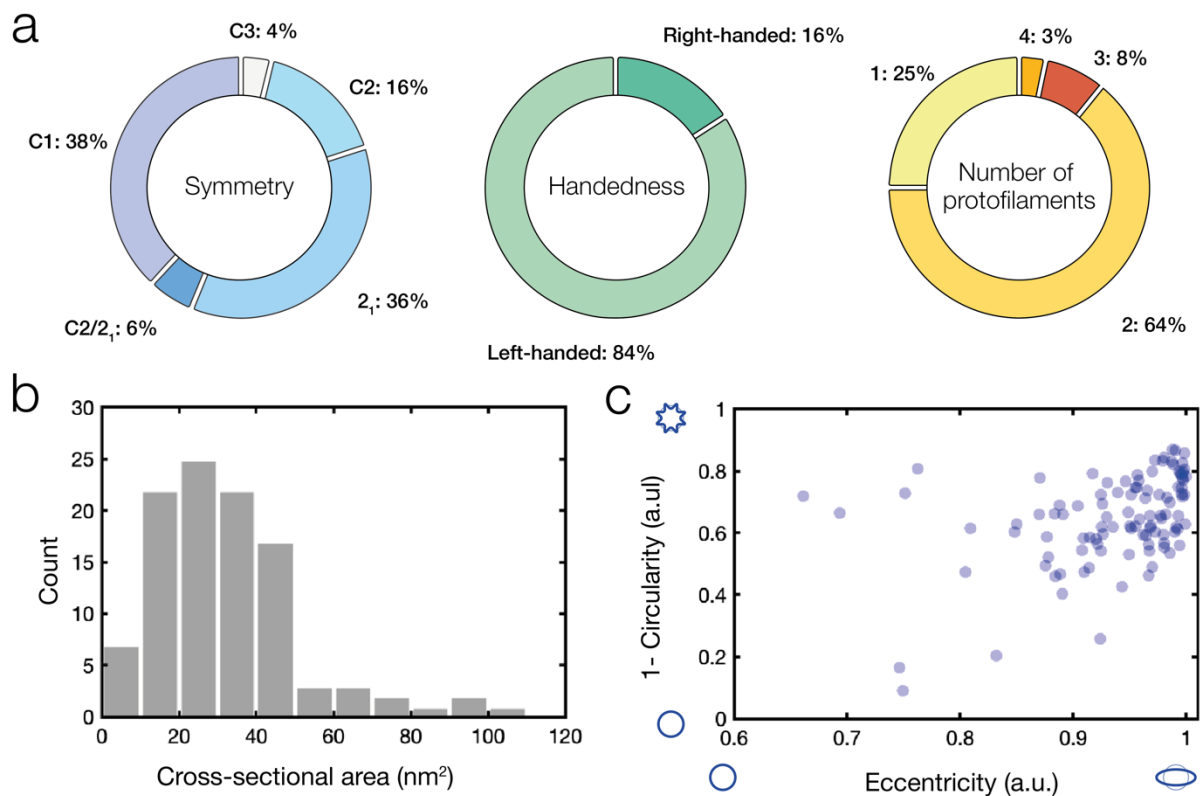 a
C3: 4%
C2: 16%
C1: 38%
Symmetry
2₁: 36%
C2/2₁: 6%
Right-handed: 16%
Handedness
Left-handed: 84%
4: 3%
3: 8%
1: 25%
Number of
protofilaments
2: 64%
b
30
25
20
15
10
5
0
Count
0 20 40 60 80 100 120
Cross-sectional area (nm²)
c
1
0.8
0.6
0.4
0.2
0
1- Circularity (a.ul)
0.6 0.7 0.8 0.9 1
Eccentricity (a.u.)